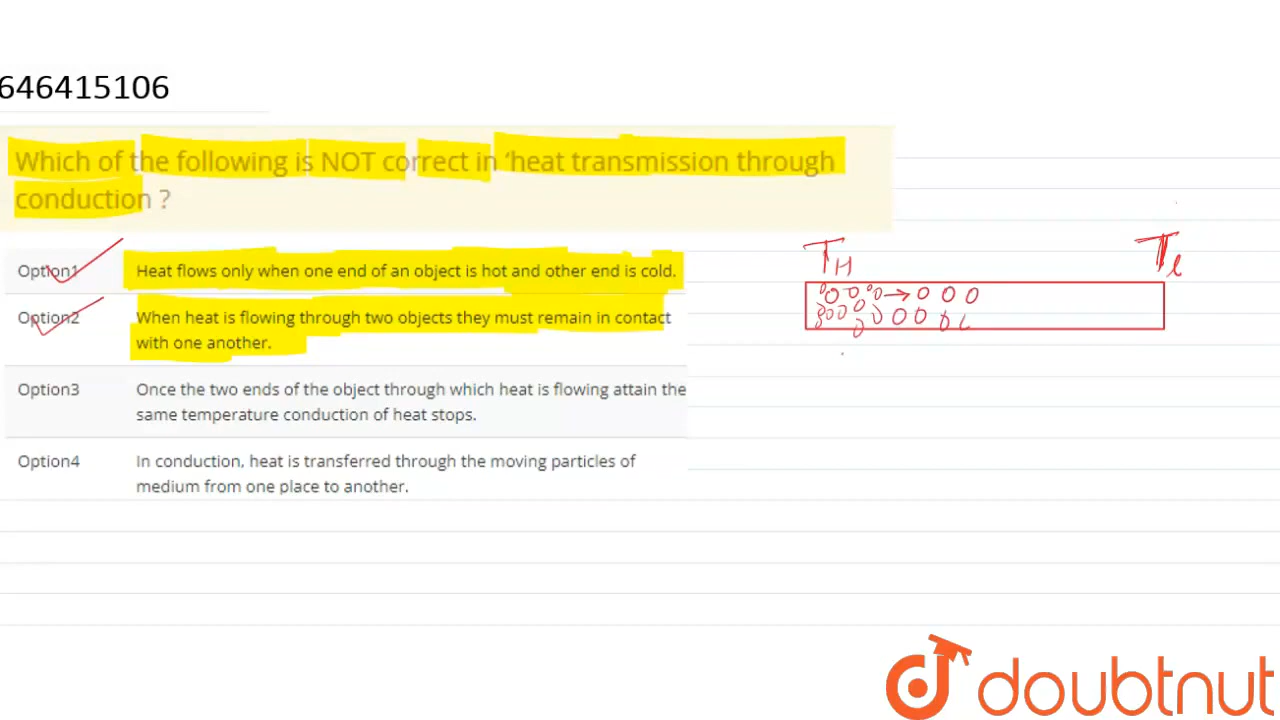 646415106
Which of the following is NOT correct in ‘heat transmission through
conduction ?
Option1 Heat flows only when one end of an object is hot and other end is cold.
TH Tl
Option2 When heat is flowing through two objects they must remain in contact
with one another.
Option3 Once the two ends of the object through which heat is flowing attain the
same temperature conduction of heat stops.
Option4 In conduction, heat is transferred through the moving particles of
medium from one place to another.
doubtnut